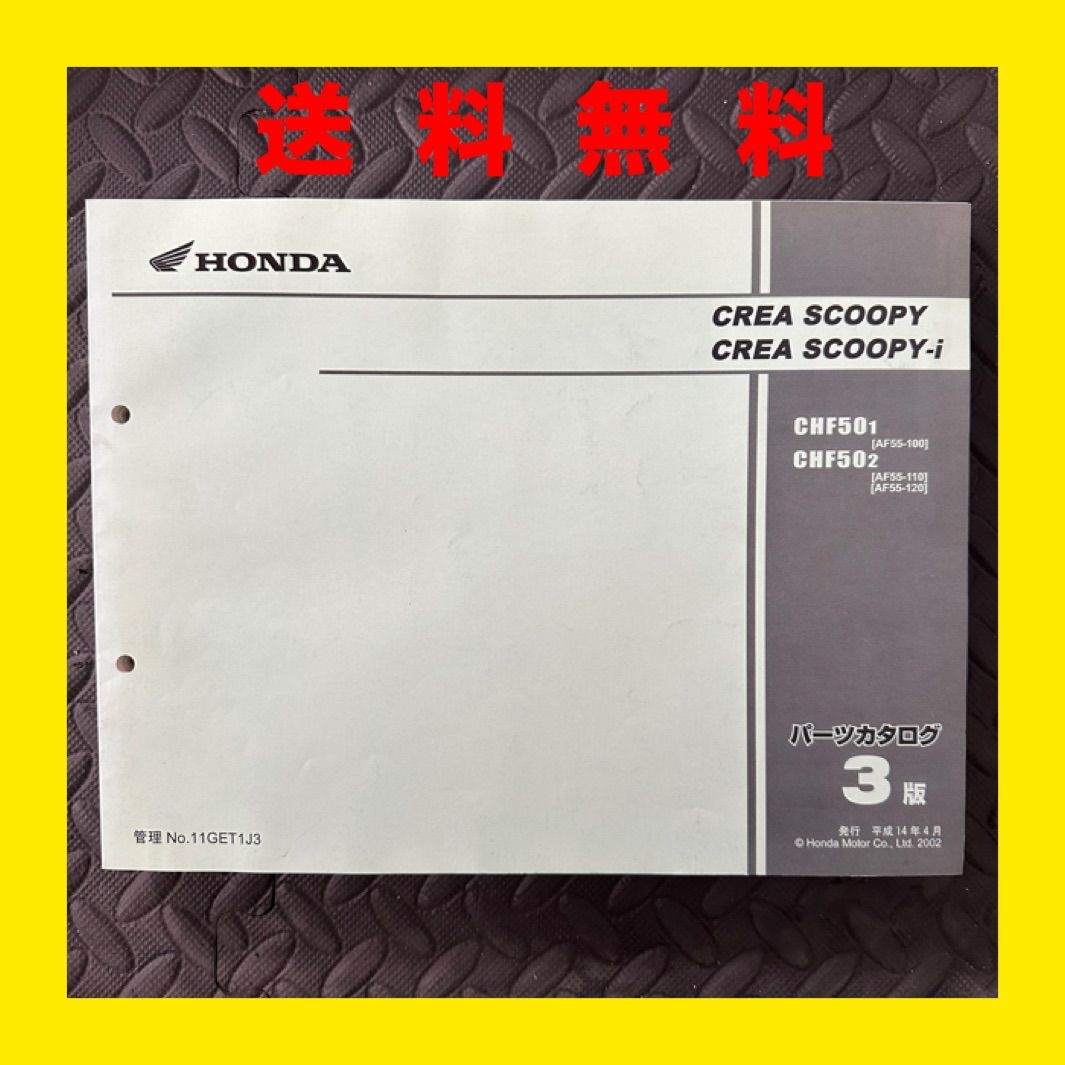 送料無料
HONDA
CREA SCOOPY
CREA SCOOPY-i
CHF501
[AF55-100]
CHF502
[AF55-110]
[AF55-120]
パーツカタログ
3版
発行 平成14年4月
© Honda Motor Co., Ltd. 2002
管理 No.11GET1J3